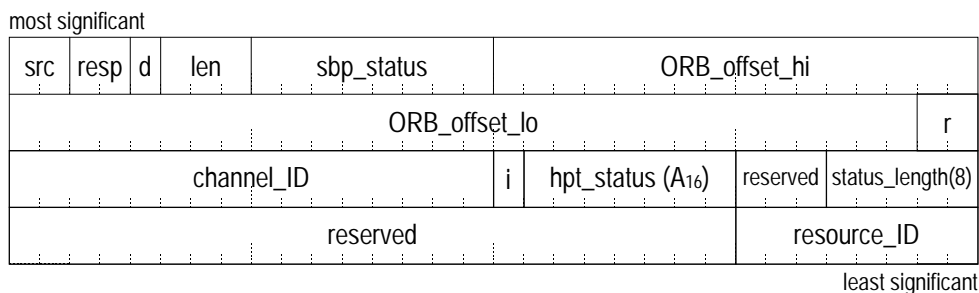 most significant
src resp d len sbp_status ORB_offset_hi
ORB_offset_lo r
channel_ID i hpt_status (A₁₆) reserved status_length(8)
reserved resource_ID
least significant